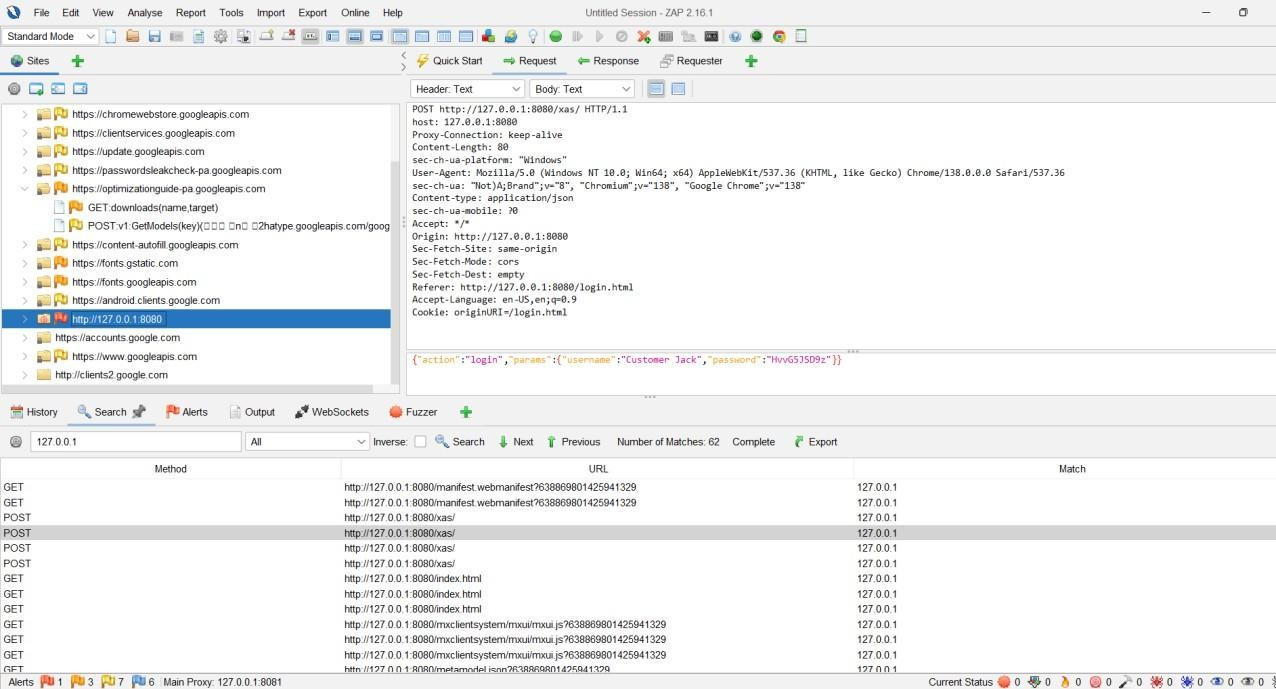 File Edit View Analyse Report Tools Import Export Online Help
Untitled Session - ZAP 2.16.1
Standard Mode
Sites
Quick Start Request Response Requester
Header: Text Body: Text
https://chromewebstore.googleapis.com
https://clientservices.googleapis.com
https://update.googleapis.com
https://passwordsleakcheck-pa.googleapis.com
https://optimizationguide-pa.googleapis.com
GET:downloads(name,target)
POST:v1:GetModels(key)(□□□ □n□ □2hatype.googleapis.com/goog
https://content-autofill.googleapis.com
https://fonts.gstatic.com
https://fonts.googleapis.com
https://android.clients.google.com
http://127.0.0.1:8080
https://accounts.google.com
https://www.googleapis.com
http://clients2.google.com
POST http://127.0.0.1:8080/xas/ HTTP/1.1
host: 127.0.0.1:8080
Proxy-Connection: keep-alive
Content-Length: 80
sec-ch-ua-platform: "Windows"
User-Agent: Mozilla/5.0 (Windows NT 10.0; Win64; x64) AppleWebKit/537.36 (KHTML, like Gecko) Chrome/138.0.0.0 Safari/537.36
sec-ch-ua: "Not)A;Brand";v="8", "Chromium";v="138", "Google Chrome";v="138"
Content-type: application/json
sec-ch-ua-mobile: ?0
Accept: */*
Origin: http://127.0.0.1:8080
Sec-Fetch-Site: same-origin
Sec-Fetch-Mode: cors
Sec-Fetch-Dest: empty
Referer: http://127.0.0.1:8080/login.html
Accept-Language: en-US,en;q=0.9
Cookie: originURI=/login.html
{"action":"login","params":{"username":"Customer Jack","password":"HvvG5JSD9z"}}
History Search Alerts Output WebSockets Fuzzer
127.0.0.1 All Inverse: Search Next Previous Number of Matches: 62 Complete Export
Method URL Match
GET http://127.0.0.1:8080/manifest.webmanifest?638869801425941329 127.0.0.1
GET http://127.0.0.1:8080/manifest.webmanifest?638869801425941329 127.0.0.1
POST http://127.0.0.1:8080/xas/ 127.0.0.1
POST http://127.0.0.1:8080/xas/ 127.0.0.1
POST http://127.0.0.1:8080/xas/ 127.0.0.1
POST http://127.0.0.1:8080/xas/ 127.0.0.1
GET http://127.0.0.1:8080/index.html 127.0.0.1
GET http://127.0.0.1:8080/index.html 127.0.0.1
GET http://127.0.0.1:8080/index.html 127.0.0.1
GET http://127.0.0.1:8080/mxclientsystem/mxui/mxui.js?638869801425941329 127.0.0.1
GET http://127.0.0.1:8080/mxclientsystem/mxui/mxui.js?638869801425941329 127.0.0.1
GET http://127.0.0.1:8080/mxclientsystem/mxui/mxui.js?638869801425941329 127.0.0.1
GET http://127.0.0.1:8080/metamodel.json?638869801425941329 127.0.0.1
Alerts 1 3 7 6 Main Proxy: 127.0.0.1:8081
Current Status 0 0 0 0 0 0 0 0 0